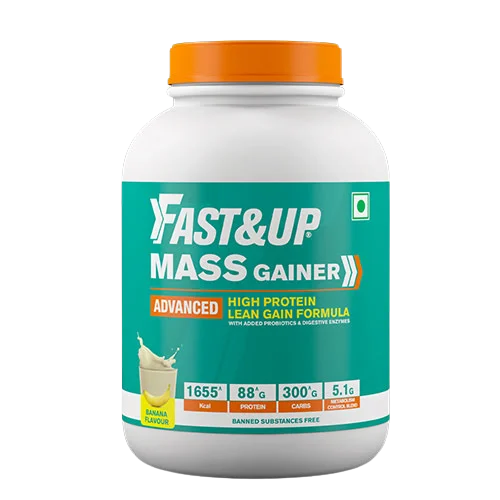 FAST&UP®
MASS GAINER
ADVANCED
HIGH PROTEIN
LEAN GAIN FORMULA
WITH ADDED PROBIOTICS & DIGESTIVE ENZYMES
1655^ Kcal
88^G PROTEIN
300^G CARBS
5.1G METABOLISM CONTROL BLEND
BANANA
FLAVOUR
BANNED SUBSTANCES FREE